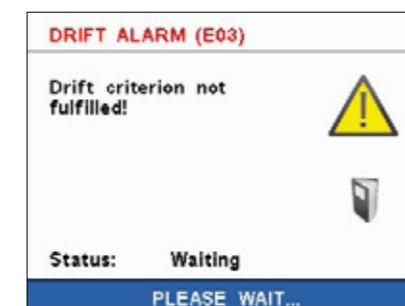 DRIFT ALARM (E03)
Drift criterion not
fulfilled!
Status: Waiting
PLEASE WAIT...